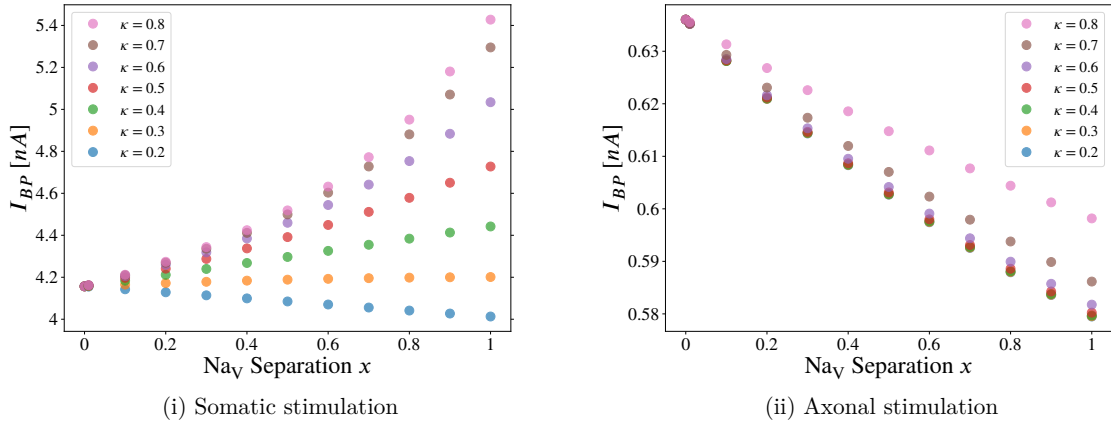 5.4
5.2
5
4.8
4.6
4.4
4.2
4
I_BP [nA]
κ = 0.8
κ = 0.7
κ = 0.6
κ = 0.5
κ = 0.4
κ = 0.3
κ = 0.2
0 0.2 0.4 0.6 0.8 1
Na_V Separation x
(i) Somatic stimulation
0.63
0.62
0.61
0.6
0.59
0.58
I_BP [nA]
κ = 0.8
κ = 0.7
κ = 0.6
κ = 0.5
κ = 0.4
κ = 0.3
κ = 0.2
0 0.2 0.4 0.6 0.8 1
Na_V Separation x
(ii) Axonal stimulation